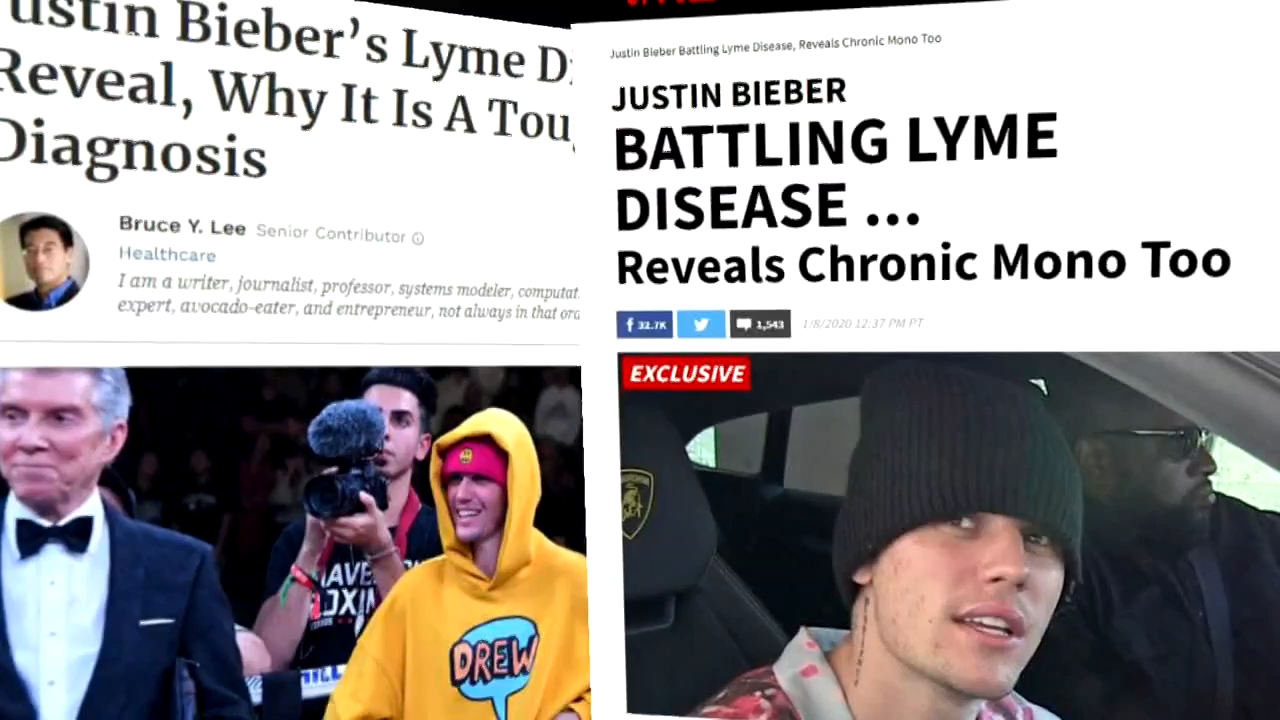 ustin Bieber's Lyme
Reveal, Why It Is A
Diagnosis
Bruce Y. Lee Senior Contributor
Healthcare
I am a writer, journalist, professor, systems modeler,
expert, avocado-eater, and entrepreneur, not always in that
DREW
Justin Bieber Battling Lyme Disease, Reveals Chronic Mono Too
JUSTIN BIEBER
BATTLING LYME
DISEASE ...
Reveals Chronic Mono Too
32.7K 1,543 1/8/2020 12:37 PM PT
EXCLUSIVE